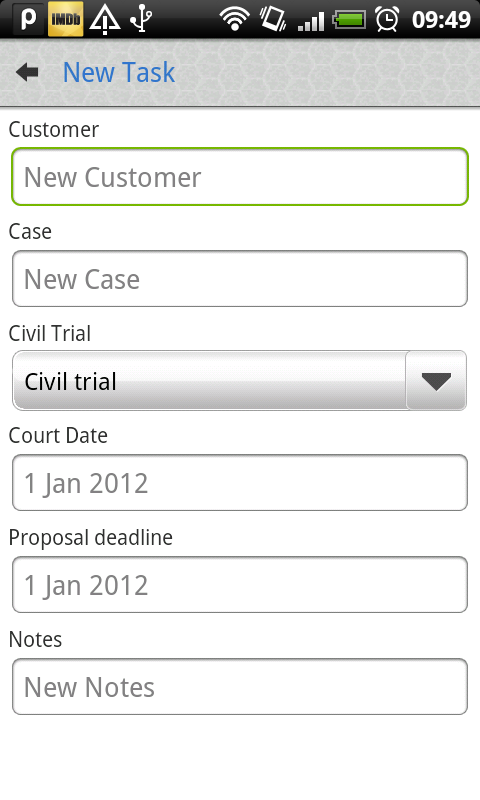 p IMDb 09:49
New Task
Customer
New Customer
Case
New Case
Civil Trial
Civil trial
Court Date
1 Jan 2012
Proposal deadline
1 Jan 2012
Notes
New Notes